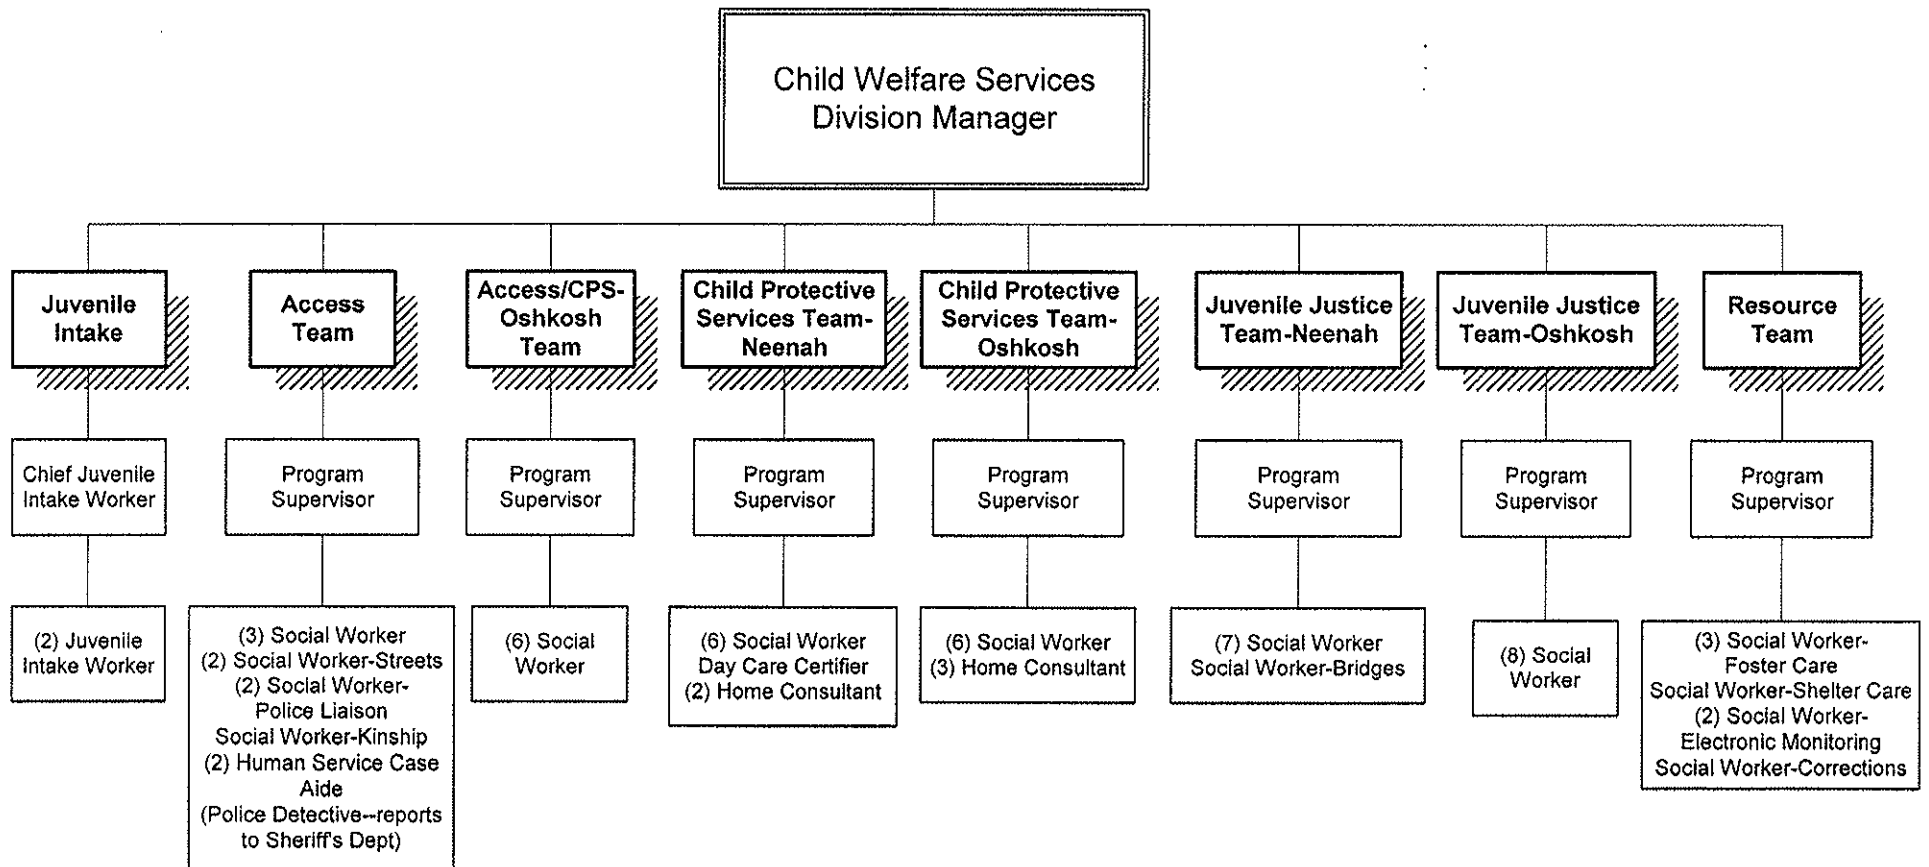 Child Welfare Services
Division Manager
Juvenile
Intake
Access
Team
Access/CPS-
Oshkosh
Team
Child Protective
Services Team-
Neenah
Child Protective
Services Team-
Oshkosh
Juvenile Justice
Team-Neenah
Juvenile Justice
Team-Oshkosh
Resource
Team
Chief Juvenile
Intake Worker
Program
Supervisor
Program
Supervisor
Program
Supervisor
Program
Supervisor
Program
Supervisor
Program
Supervisor
Program
Supervisor
(2) Juvenile
Intake Worker
(3) Social Worker
(2) Social Worker-Streets
(2) Social Worker-
Police Liaison
Social Worker-Kinship
(2) Human Service Case
Aide
(Police Detective--reports
to Sheriff's Dept)
(6) Social
Worker
(6) Social Worker
Day Care Certifier
(2) Home Consultant
(6) Social Worker
(3) Home Consultant
(7) Social Worker
Social Worker-Bridges
(8) Social
Worker
(3) Social Worker-
Foster Care
Social Worker-Shelter Care
(2) Social Worker-
Electronic Monitoring
Social Worker-Corrections